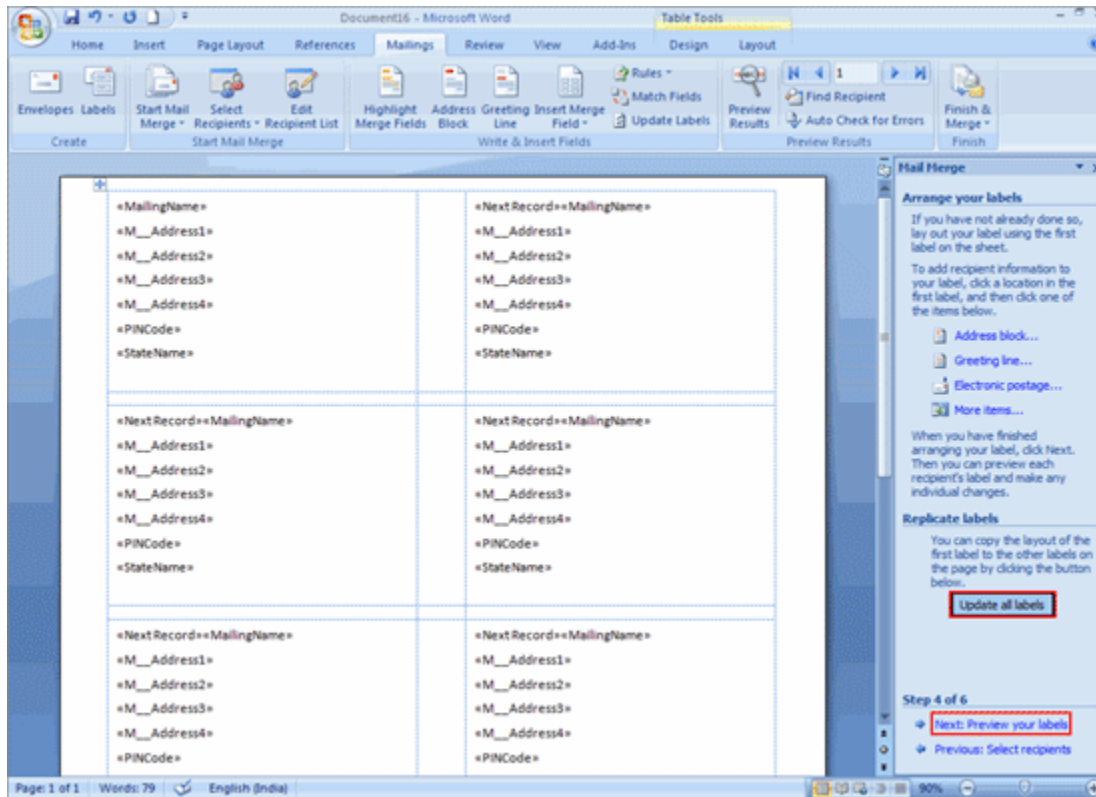 Document16 - Microsoft Word
Table Tools
Home Insert Page Layout References Mailings Review View Add-Ins Design Layout
Envelopes Labels
Create
Start Mail Merge
Select Recipients
Edit Recipient List
Start Mail Merge
Highlight Merge Fields
Address Block
Greeting Line
Insert Merge Field
Rules
Match Fields
Update Labels
Write & Insert Fields
Preview Results
1
Find Recipient
Auto Check for Errors
Preview Results
Finish & Merge
Finish
«MailingName»
«M__Address1»
«M__Address2»
«M__Address3»
«M__Address4»
«PINCode»
«StateName»
«Next Record»«MailingName»
«M__Address1»
«M__Address2»
«M__Address3»
«M__Address4»
«PINCode»
«StateName»
«Next Record»«MailingName»
«M__Address1»
«M__Address2»
«M__Address3»
«M__Address4»
«PINCode»
«StateName»
«Next Record»«MailingName»
«M__Address1»
«M__Address2»
«M__Address3»
«M__Address4»
«PINCode»
«StateName»
«Next Record»«MailingName»
«M__Address1»
«M__Address2»
«M__Address3»
«M__Address4»
«PINCode»
«Next Record»«MailingName»
«M__Address1»
«M__Address2»
«M__Address3»
«M__Address4»
«PINCode»
Mail Merge
Arrange your labels
If you have not already done so,
lay out your label using the first
label on the sheet.
To add recipient information to
your label, click a location in the
first label, and then click one of
the items below.
Address block...
Greeting line...
Electronic postage...
More items...
When you have finished
arranging your label, click Next.
Then you can preview each
recipient's label and make any
individual changes.
Replicate labels
You can copy the layout of the
first label to the other labels on
the page by clicking the button
below.
Update all labels
Step 4 of 6
Next: Preview your labels
Previous: Select recipients
Page: 1 of 1 Words: 79 English (India) 90%